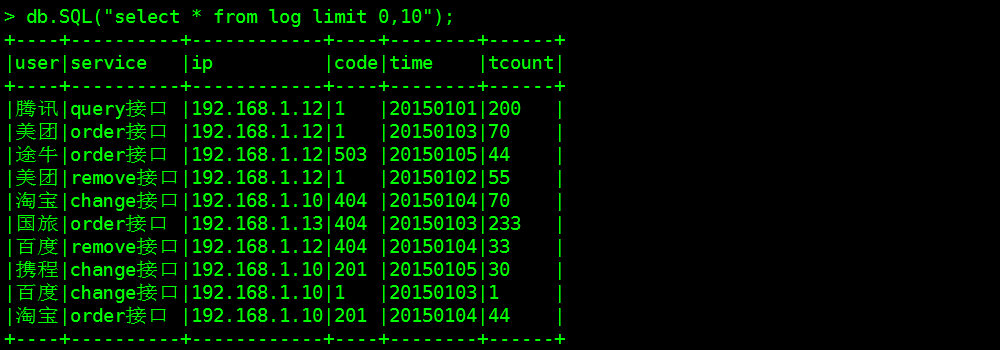 > db.SQL("select * from log limit 0,10");
+----+----------+------------+----+--------+------+
|user|service   |ip          |code|time    |tcount|
+----+----------+------------+----+--------+------+
|腾讯|query接口 |192.168.1.12|1   |20150101|200   |
|美团|order接口 |192.168.1.12|1   |20150103|70    |
|途牛|order接口 |192.168.1.12|503 |20150105|44    |
|美团|remove接口|192.168.1.12|1   |20150102|55    |
|淘宝|change接口|192.168.1.10|404 |20150104|70    |
|国旅|order接口 |192.168.1.13|404 |20150103|233   |
|百度|remove接口|192.168.1.12|404 |20150104|33    |
|携程|change接口|192.168.1.10|201 |20150105|30    |
|百度|change接口|192.168.1.10|1   |20150103|1     |
|淘宝|order接口 |192.168.1.10|201 |20150104|44    |
+----+----------+------------+----+--------+------+